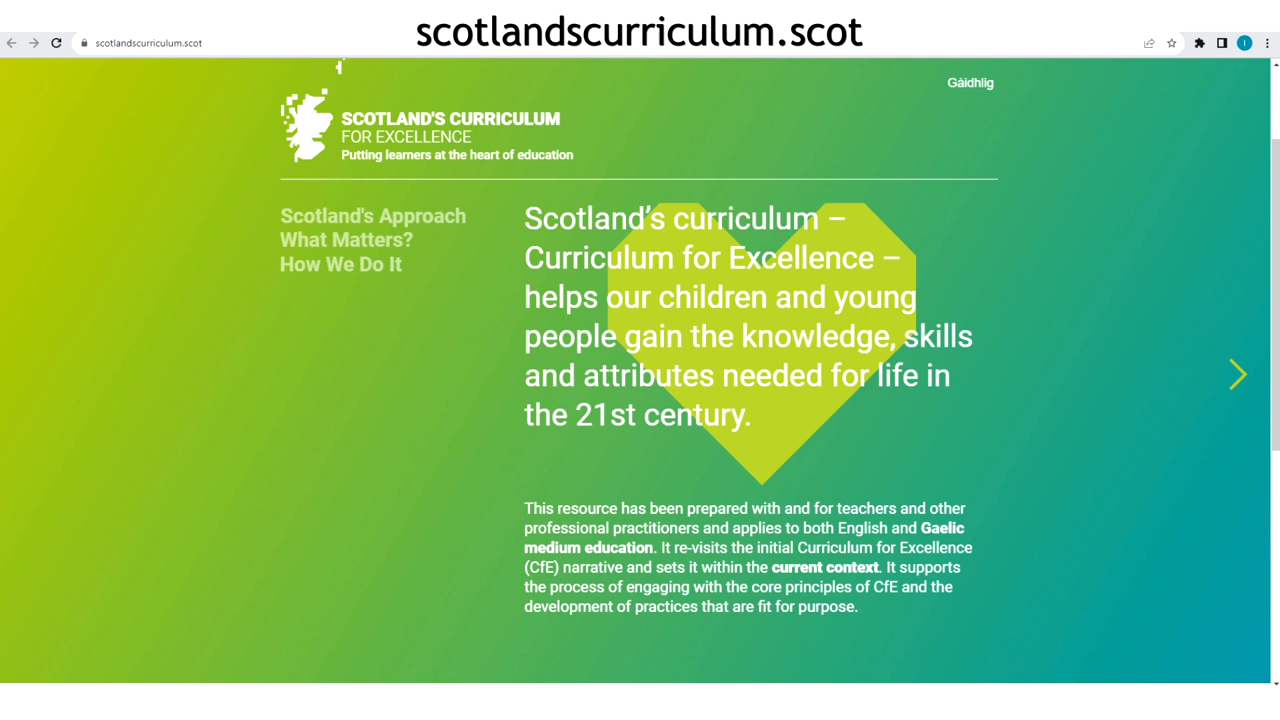 scotlandscurriculum.scot
scotlandscurriculum.scot
I
Gàidhlig
SCOTLAND'S CURRICULUM
FOR EXCELLENCE
Putting learners at the heart of education
Scotland's Approach
What Matters?
How We Do It
Scotland’s curriculum –
Curriculum for Excellence –
helps our children and young
people gain the knowledge, skills
and attributes needed for life in
the 21st century.
This resource has been prepared with and for teachers and other
professional practitioners and applies to both English and Gaelic
medium education. It re-visits the initial Curriculum for Excellence
(CfE) narrative and sets it within the current context. It supports
the process of engaging with the core principles of CfE and the
development of practices that are fit for purpose.